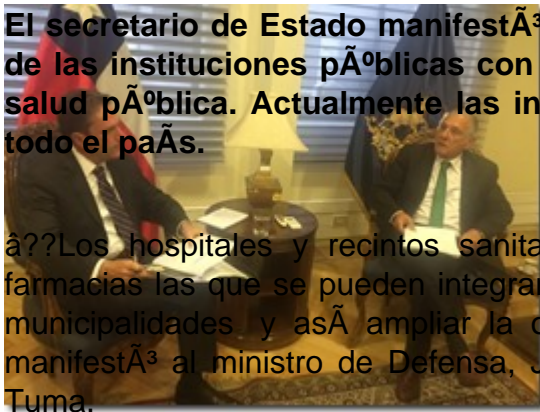 El secretario de Estado manifestÃ³
de las instituciones pÃºblicas con
salud pÃºblica. Actualmente las in
todo el paÃs.
â??Los hospitales y recintos sanita
farmacias las que se pueden integrar
municipalidades y asÃ ampliar la c
manifestÃ³ al ministro de Defensa, J
Tuma.